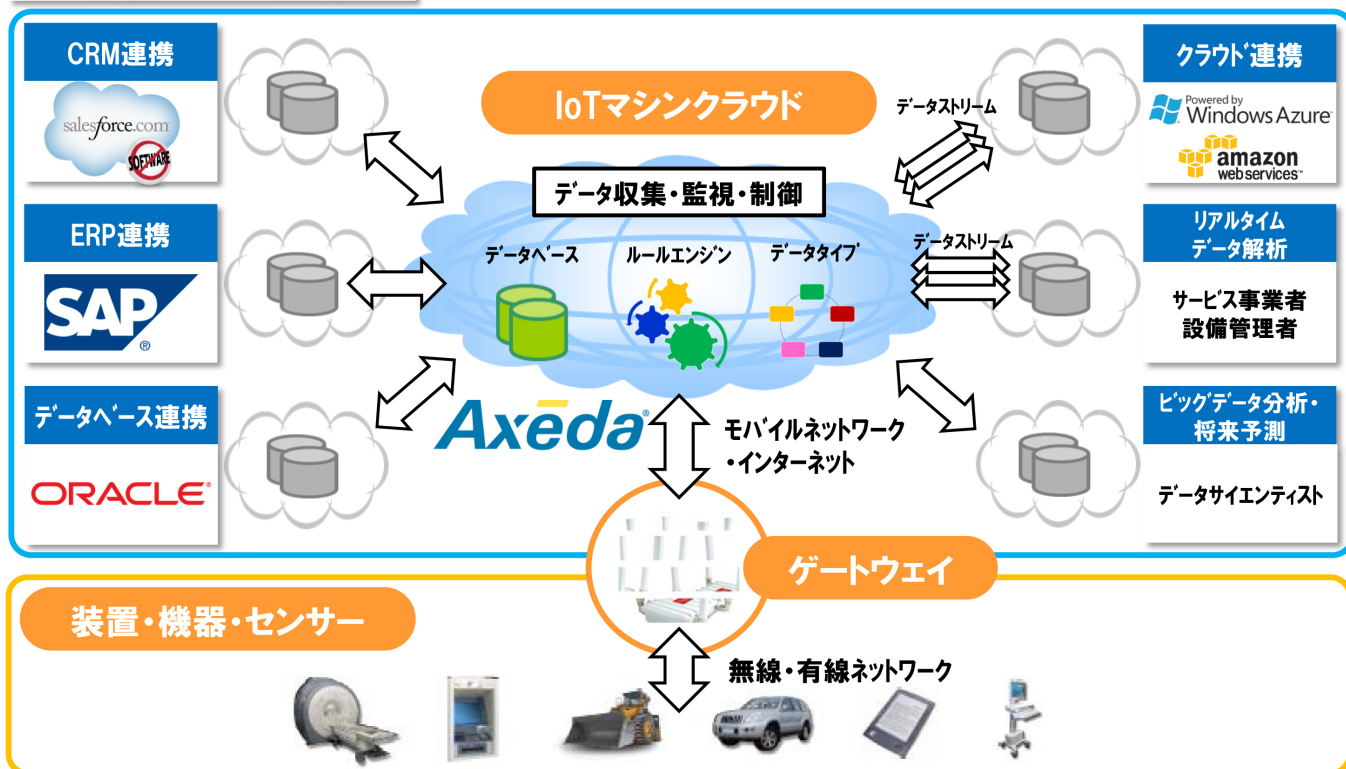 CRM連携
salesforce.com
SOFTWARE
ERP連携
SAP®
データベース連携
ORACLE®
IoTマシンクラウド
データ収集・監視・制御
データベース
ルールエンジン
データタイプ
Axeda®
データストリーム
データストリーム
クラウド連携
Powered by
Windows Azure
amazon
web services™
リアルタイム
データ解析
サービス事業者
設備管理者
ビッグデータ分析・
将来予測
データサイエンティスト
モバイルネットワーク
・インターネット
ゲートウェイ
装置・機器・センサー
無線・有線ネットワーク